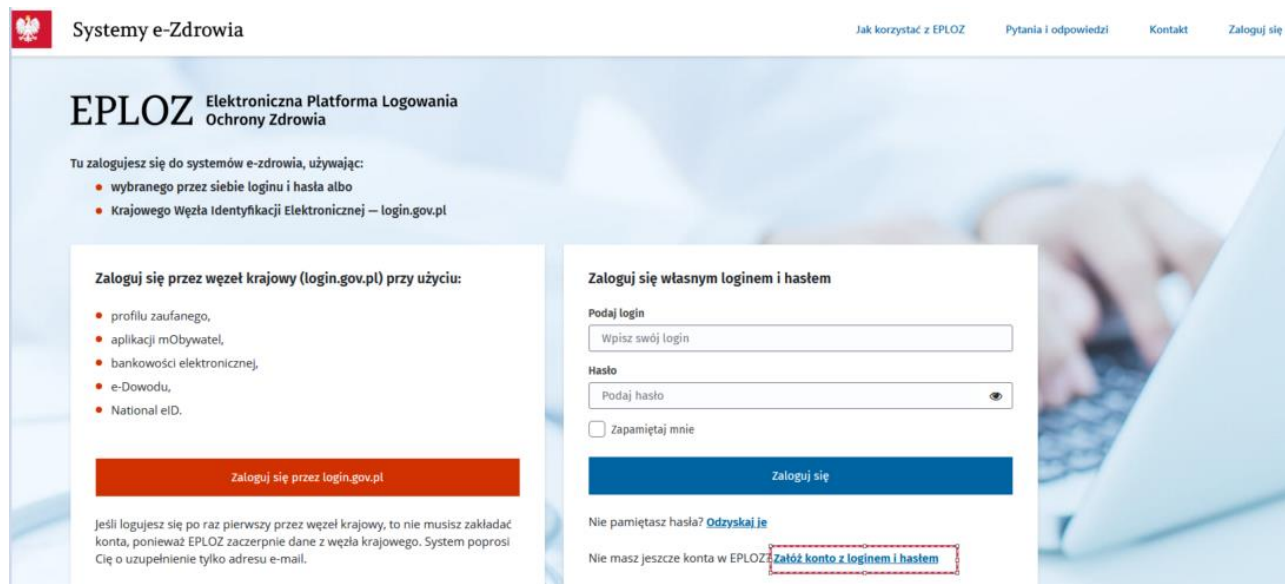 Systemy e-Zdrowia
Jak korzystać z EPLOZ
Pytania i odpowiedzi
Kontakt
Zaloguj się
EPLOZ Elektroniczna Platforma Logowania
Ochrony Zdrowia
Tu zalogujesz się do systemów e-zdrowia, używając:
wybranego przez siebie loginu i hasła albo
Krajowego Węzła Identyfikacji Elektronicznej — login.gov.pl
Zaloguj się przez węzeł krajowy (login.gov.pl) przy użyciu:
profilu zaufanego,
aplikacji mObywatel,
bankowości elektronicznej,
e-Dowodu,
National eID.
Zaloguj się przez login.gov.pl
Jeśli logujesz się po raz pierwszy przez węzeł krajowy, to nie musisz zakładać
konta, ponieważ EPLOZ zaczerpnie dane z węzła krajowego. System poprosi
Cię o uzupełnienie tylko adresu e-mail.
Zaloguj się własnym loginem i hasłem
Podaj login
Wpisz swój login
Hasło
Podaj hasło
Zapamiętaj mnie
Zaloguj się
Nie pamiętasz hasła? Odzyskaj je
Nie masz jeszcze konta w EPLOZ? Załóż konto z loginem i hasłem